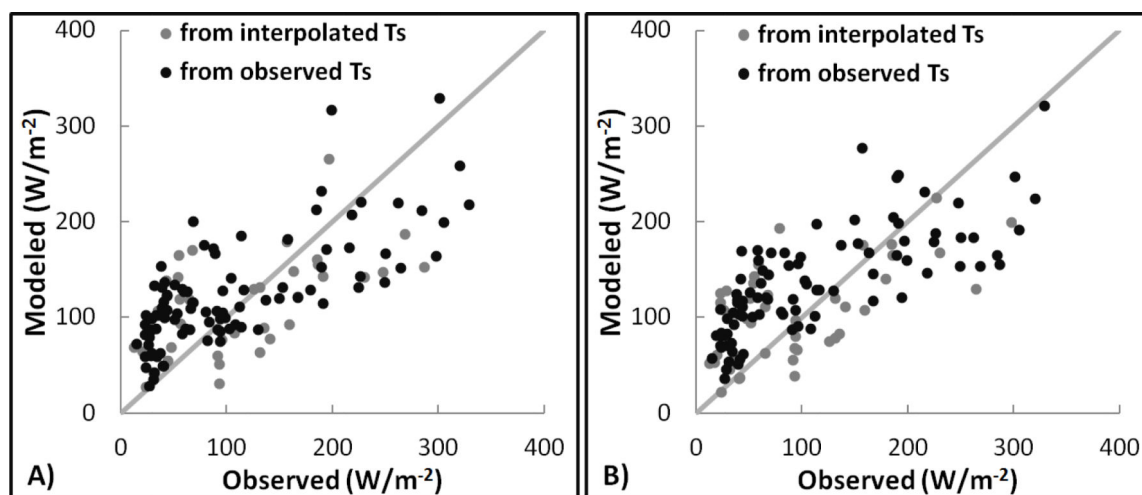 400
from interpolated Ts
from observed Ts
300
200
100
0
0 100 200 300 400
Modeled (W/m⁻²)
Observed (W/m⁻²)
A)
400
from interpolated Ts
from observed Ts
300
200
100
0
0 100 200 300 400
Modeled (W/m⁻²)
Observed (W/m⁻²)
B)